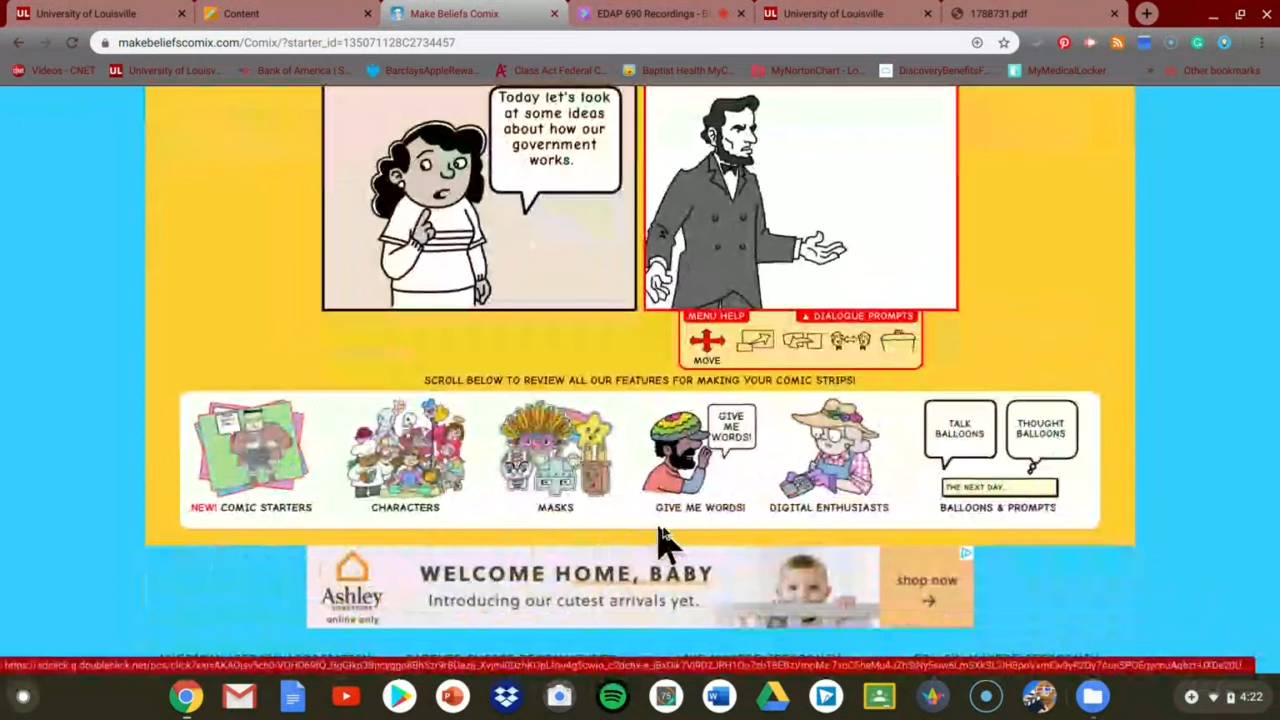 University of Louisville
Content
Make Beliefs Comix
EDAP 690 Recordings - B
University of Louisville
1788731.pdf
makebeliefscomix.com/Comix/?starter_id=135071128C2734457
Videos - CNET
University of Louisv...
Bank of America | S...
BarclaysAppleRewa...
Class Act Federal C...
Baptist Health MyC...
MyNortonChart - Lo...
DiscoveryBenefitsF...
MyMedicalLocker
»
Other bookmarks
Today let's look
at some ideas
about how our
government
works.
MENU HELP
▲ DIALOGUE PROMPTS
MOVE
SCROLL BELOW TO REVIEW ALL OUR FEATURES FOR MAKING YOUR COMIC STRIPS!
GIVE
ME
WORDS!
TALK
BALLOONS
THOUGHT
BALLOONS
THE NEXT DAY...
NEW! COMIC STARTERS
CHARACTERS
MASKS
GIVE ME WORDS!
DIGITAL ENTHUSIASTS
BALLOONS & PROMPTS
Ashley
online only
WELCOME HOME, BABY
Introducing our cutest arrivals yet.
shop now
75
4:22